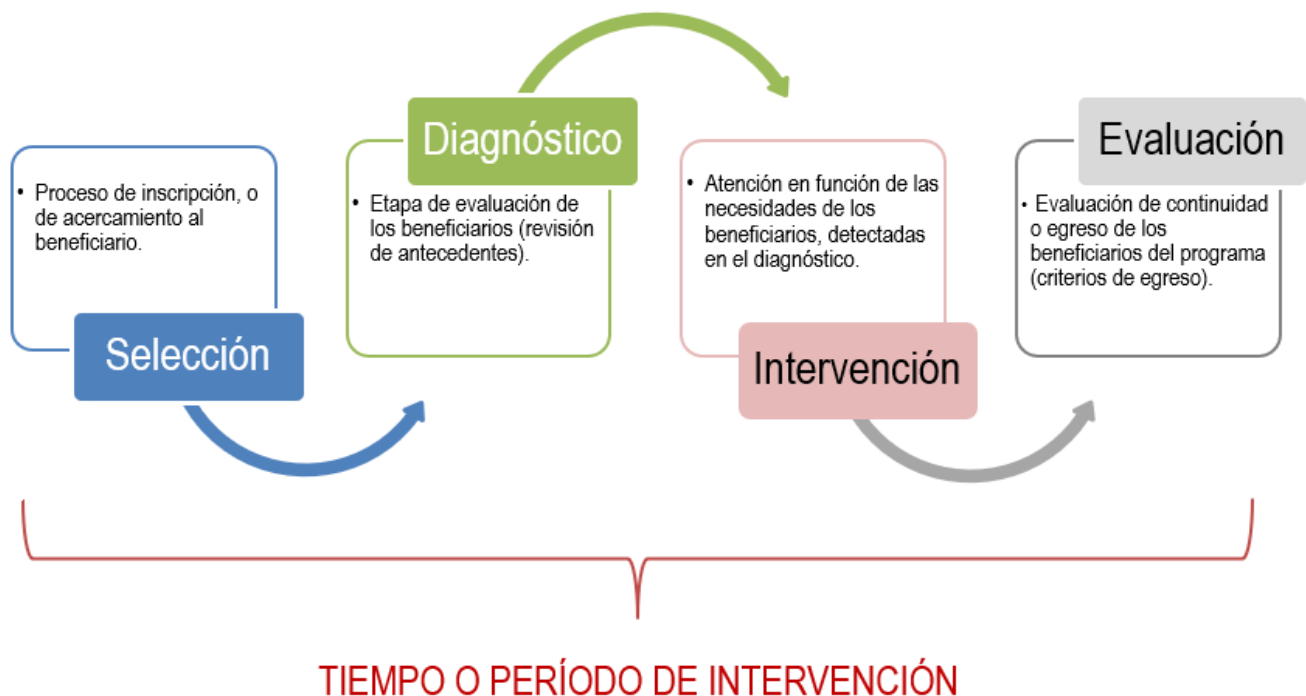 • Proceso de inscripción, o
de acercamiento al
beneficiario.
Selección
Diagnóstico
• Etapa de evaluación de
los beneficiarios (revisión
de antecedentes).
• Atención en función de las
necesidades de los
beneficiarios, detectadas
en el diagnóstico.
Intervención
Evaluación
• Evaluación de continuidad
o egreso de los
beneficiarios del programa
(criterios de egreso).
TIEMPO O PERÍODO DE INTERVENCIÓN